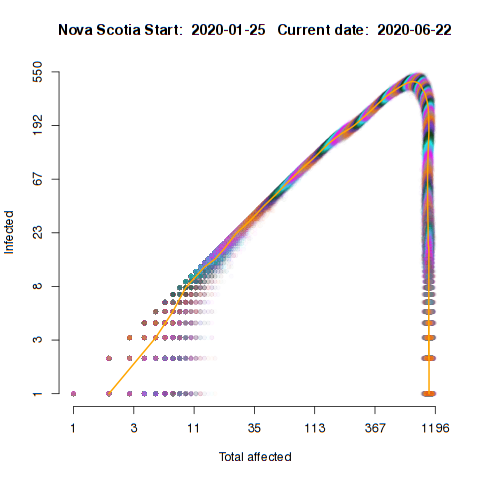 Nova Scotia Start: 2020-01-25 Current date: 2020-06-22
550
192
67
23
8
3
1
Infected
1 3 11 35 113 367 1196
Total affected